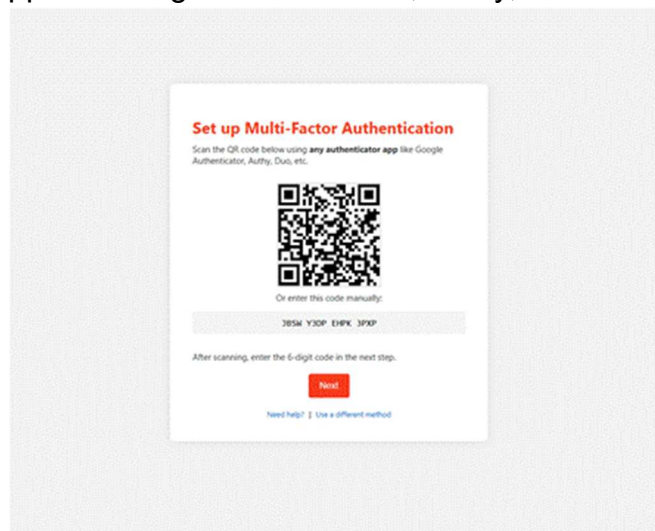 Set up Multi-Factor Authentication
Scan the QR code below using any authenticator app like Google
Authenticator, Authy, Duo, etc.
Or enter this code manually:
JBSW Y3DP EHPK 3PXP
After scanning, enter the 6-digit code in the next step.
Next
Need help? | Use a different method